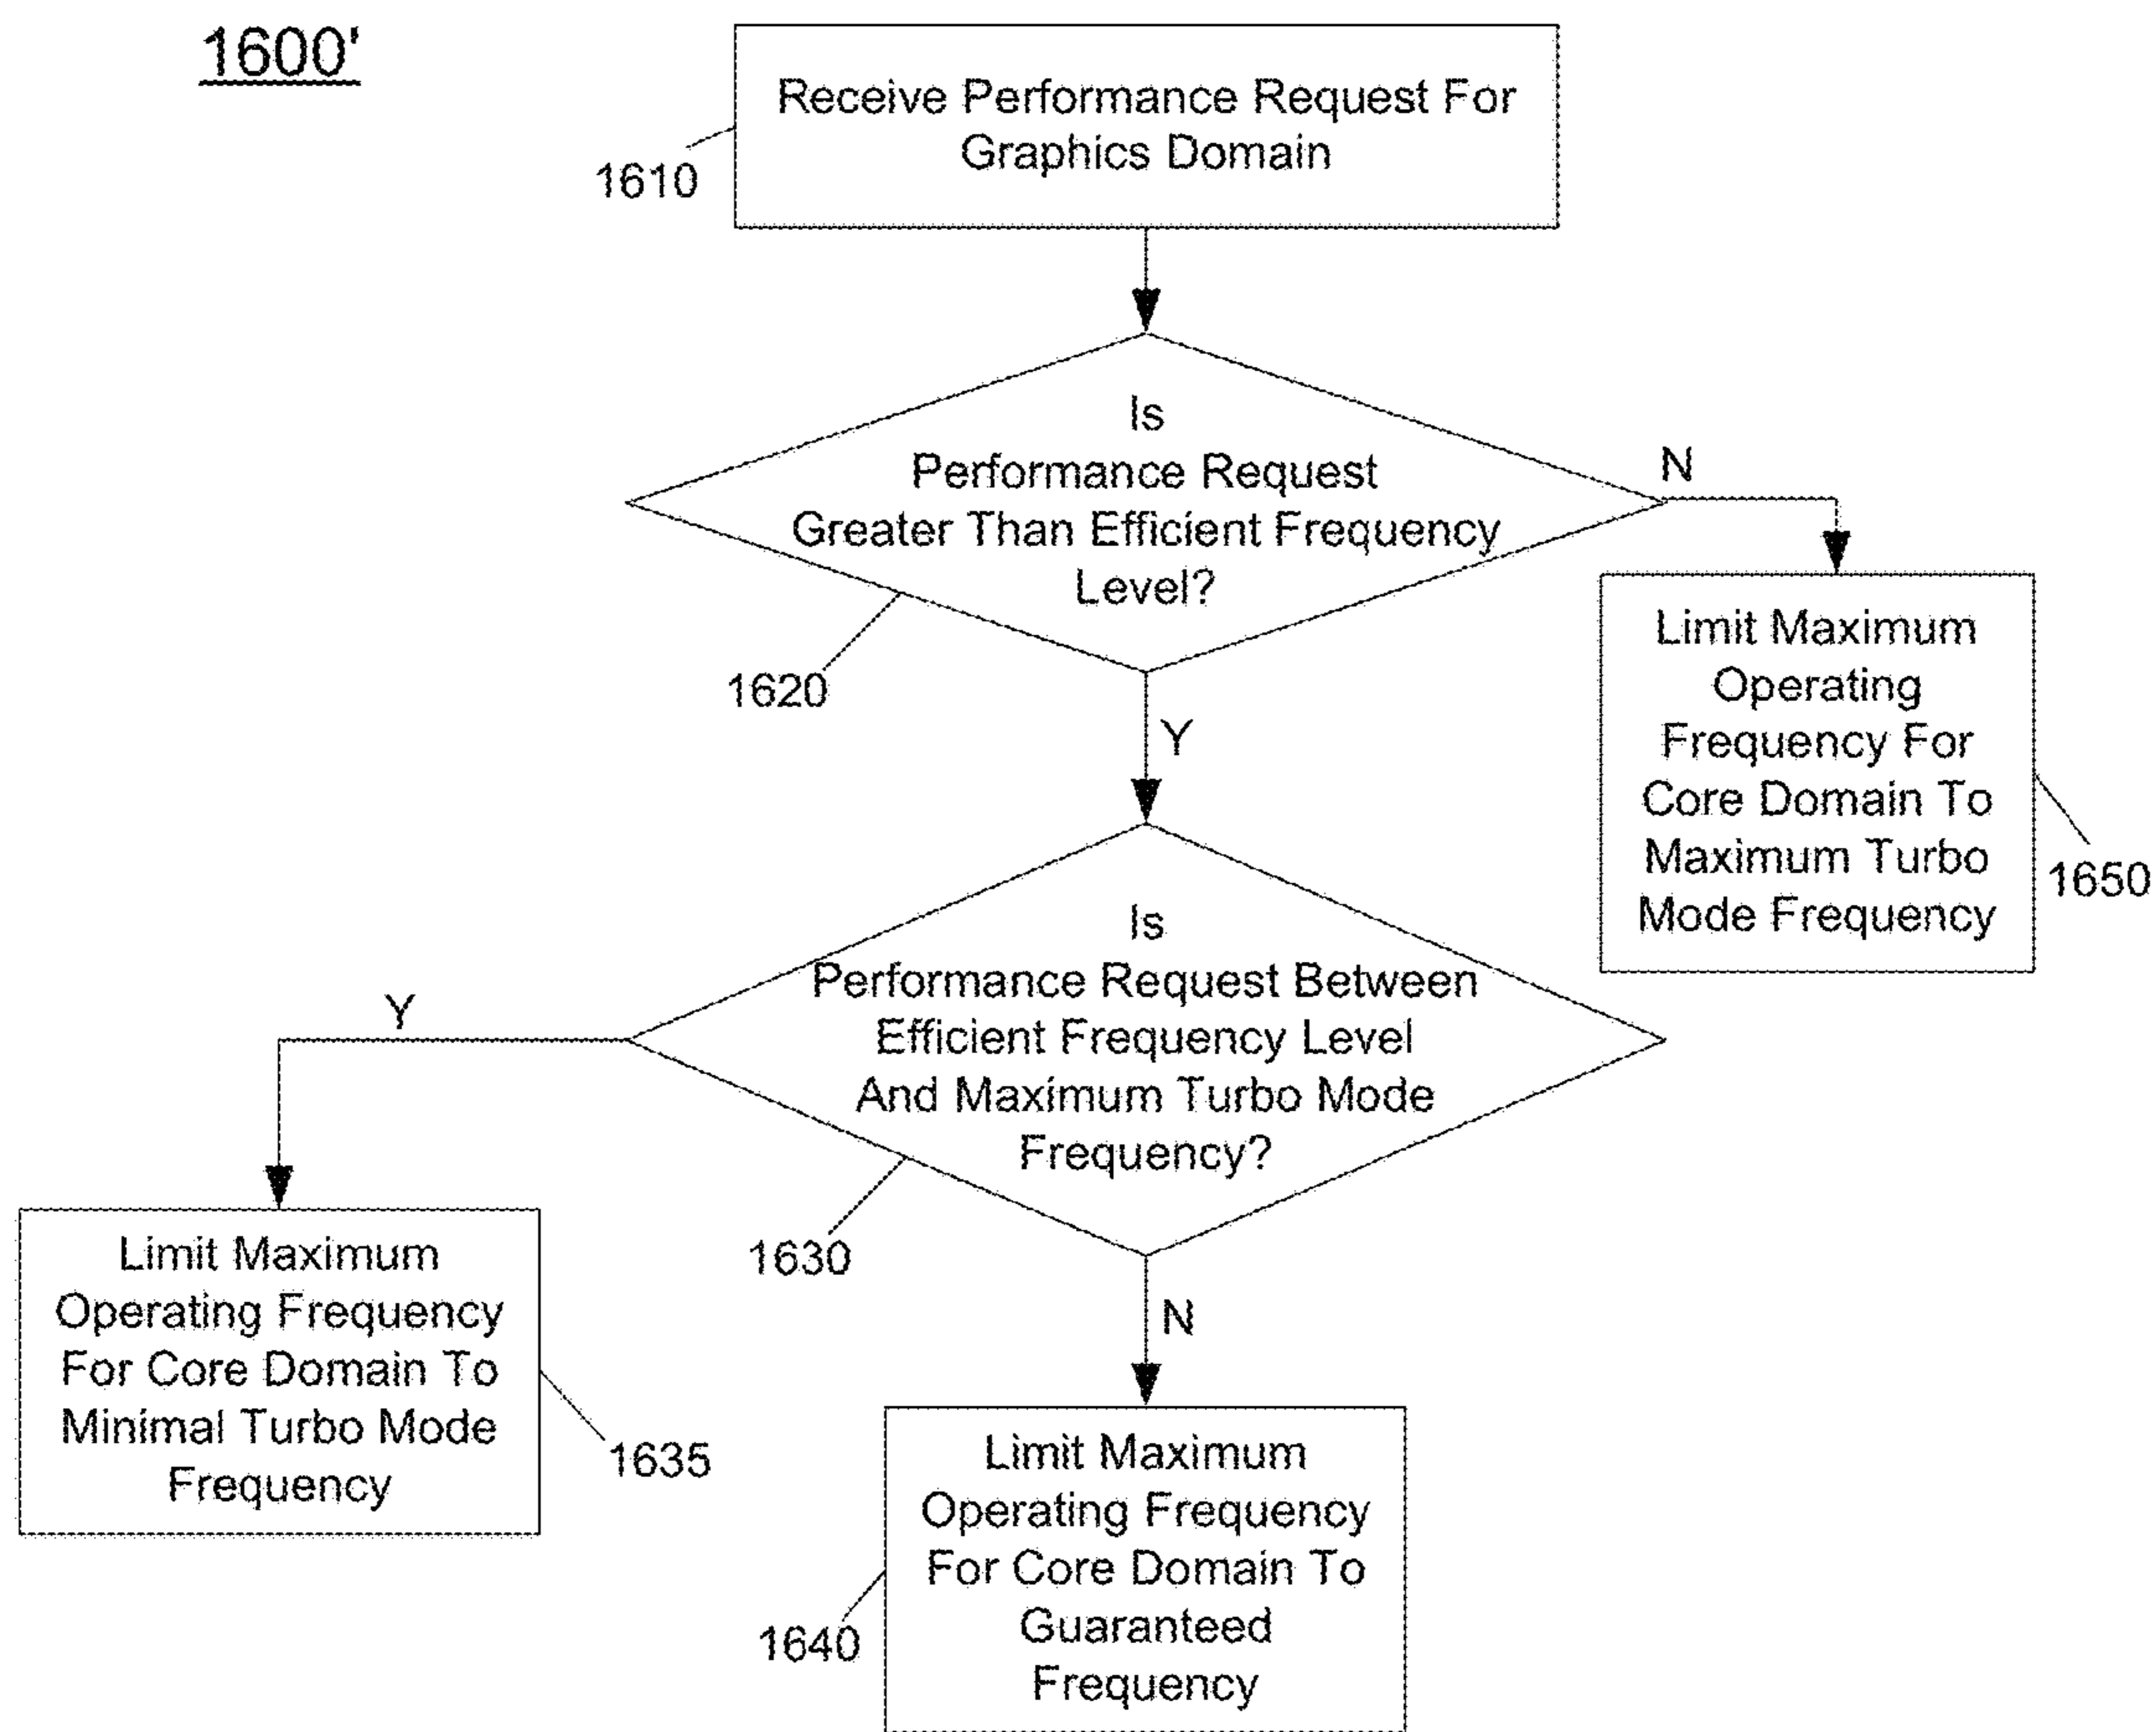 1600'
Receive Performance Request For
Graphics Domain
1610
Is
Performance Request
Greater Than Efficient Frequency
Level?
N
1620
Y
Limit Maximum
Operating
Frequency For
Core Domain To
Maximum Turbo
Mode Frequency
1650
Is
Performance Request Between
Efficient Frequency Level
And Maximum Turbo Mode
Frequency?
Y
1630
N
Limit Maximum
Operating Frequency
For Core Domain To
Minimal Turbo Mode
Frequency
1635
Limit Maximum
Operating Frequency
For Core Domain To
Guaranteed
Frequency
1640